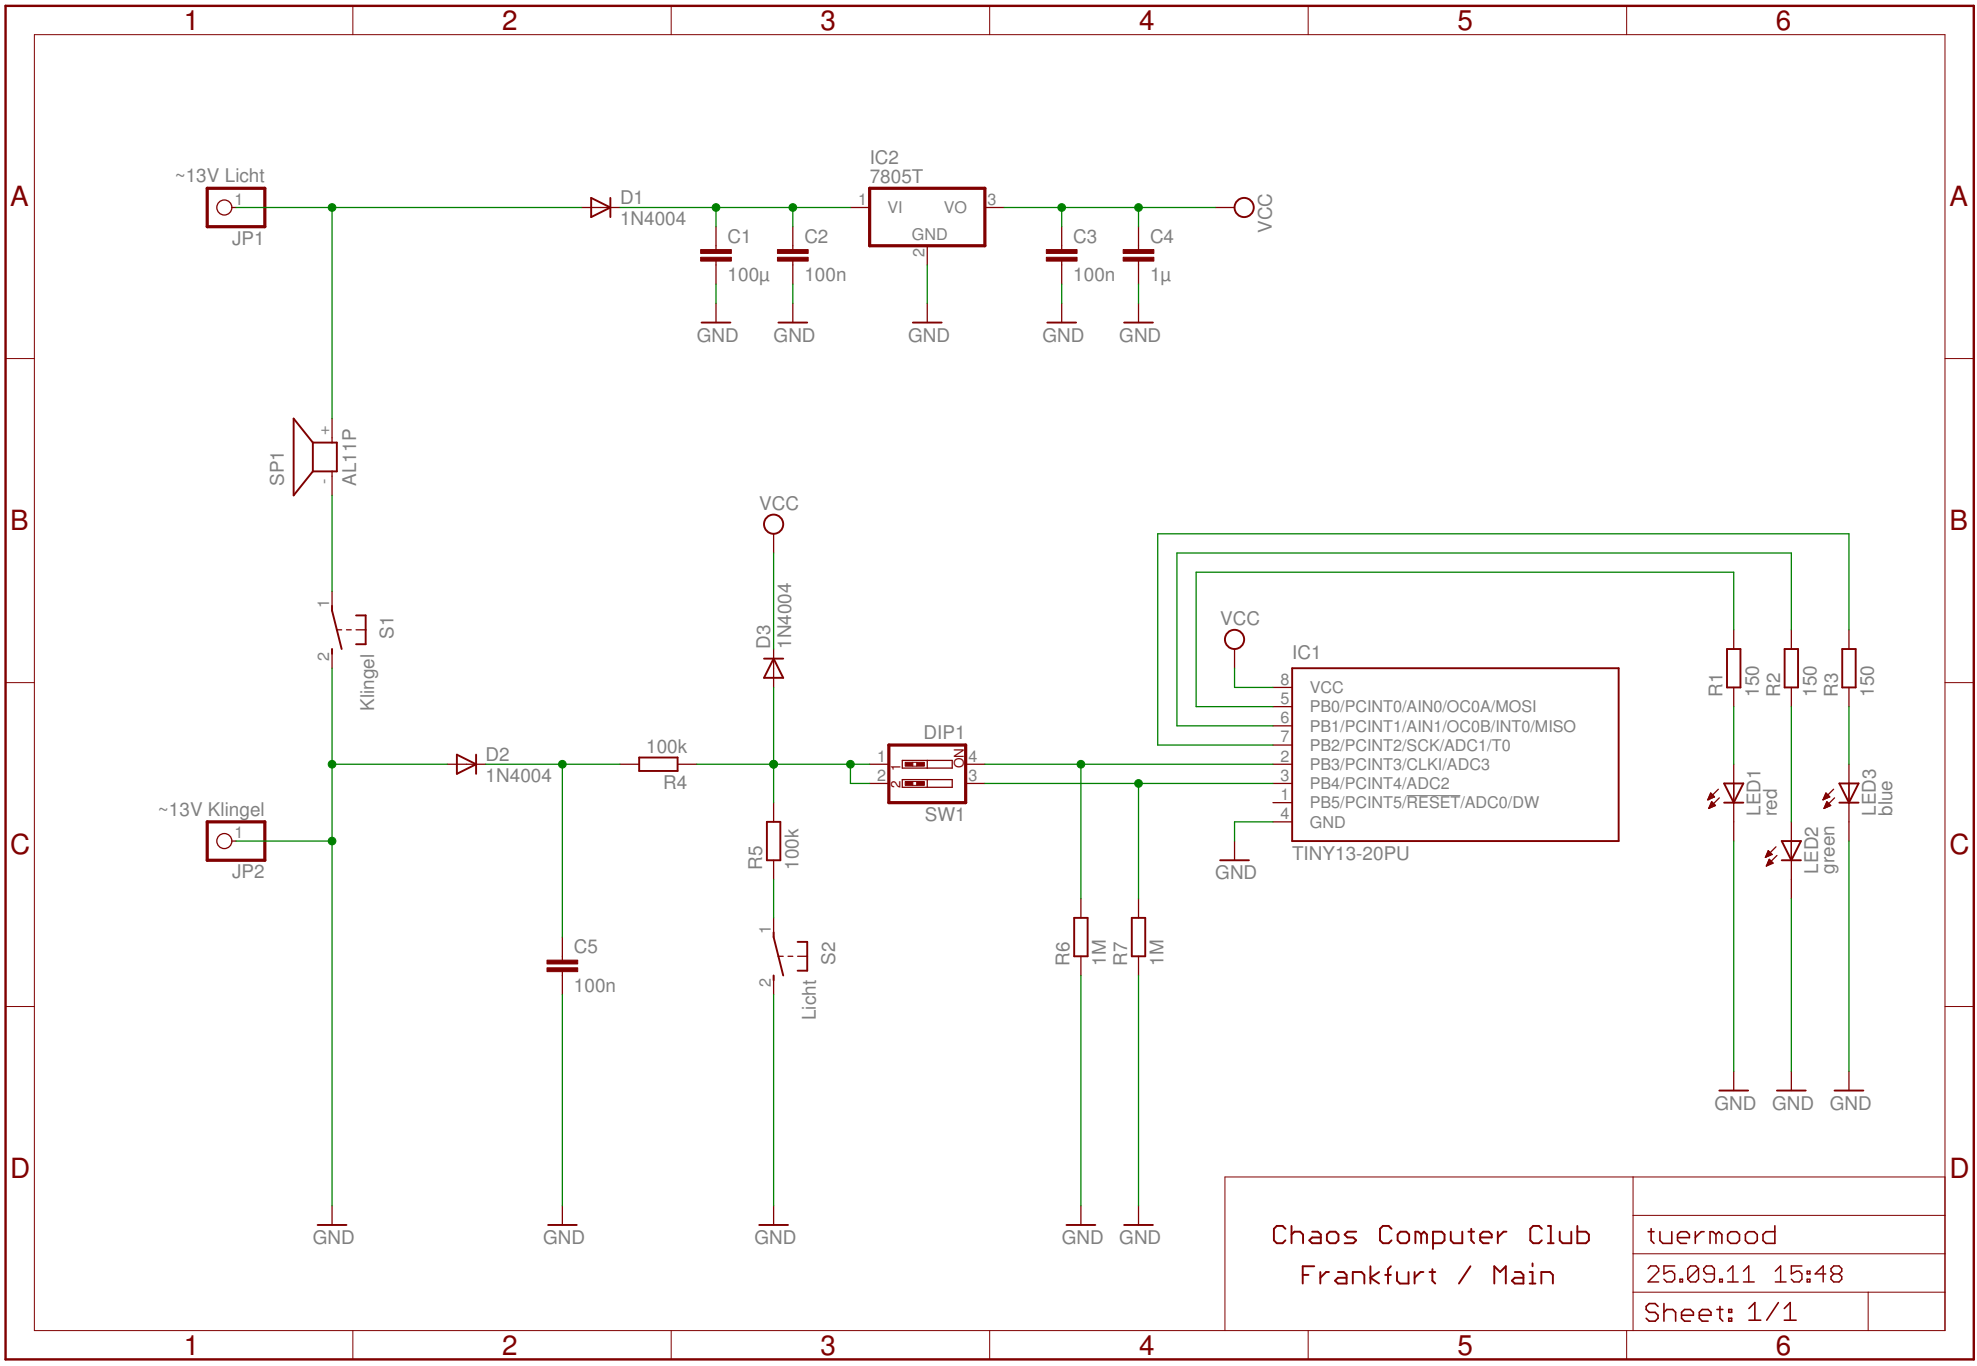 1 2 3 4 5 6
A A
B B
C C
D D
~13V Licht
1
JP1
D1
1N4004
C1
100µ
C2
100n
IC2
7805T
1 VI VO 3
GND
2
C3
100n
C4
1µ
VCC
GND GND GND GND GND
SP1
+
-
AL11P
1
2
S1
Klingel
VCC
D3
1N4004
D2
1N4004
100k
R4
~13V Klingel
1
JP2
DIP1
1 4
2 3
1
2
ON
SW1
R5
100k
1
2
S2
Licht
C5
100n
R6
1M
R7
1M
VCC
IC1
8 VCC
5 PB0/PCINT0/AIN0/OC0A/MOSI
6 PB1/PCINT1/AIN1/OC0B/INT0/MISO
7 PB2/PCINT2/SCK/ADC1/T0
2 PB3/PCINT3/CLKI/ADC3
3 PB4/PCINT4/ADC2
1 PB5/PCINT5/RESET/ADC0/DW
4 GND
TINY13-20PU
GND
R1
150
R2
150
R3
150
LED1
red
LED2
green
LED3
blue
GND GND GND
GND GND GND GND GND
Chaos Computer Club
Frankfurt / Main
tuermood
25.09.11 15:48
Sheet: 1/1
1 2 3 4 5 6